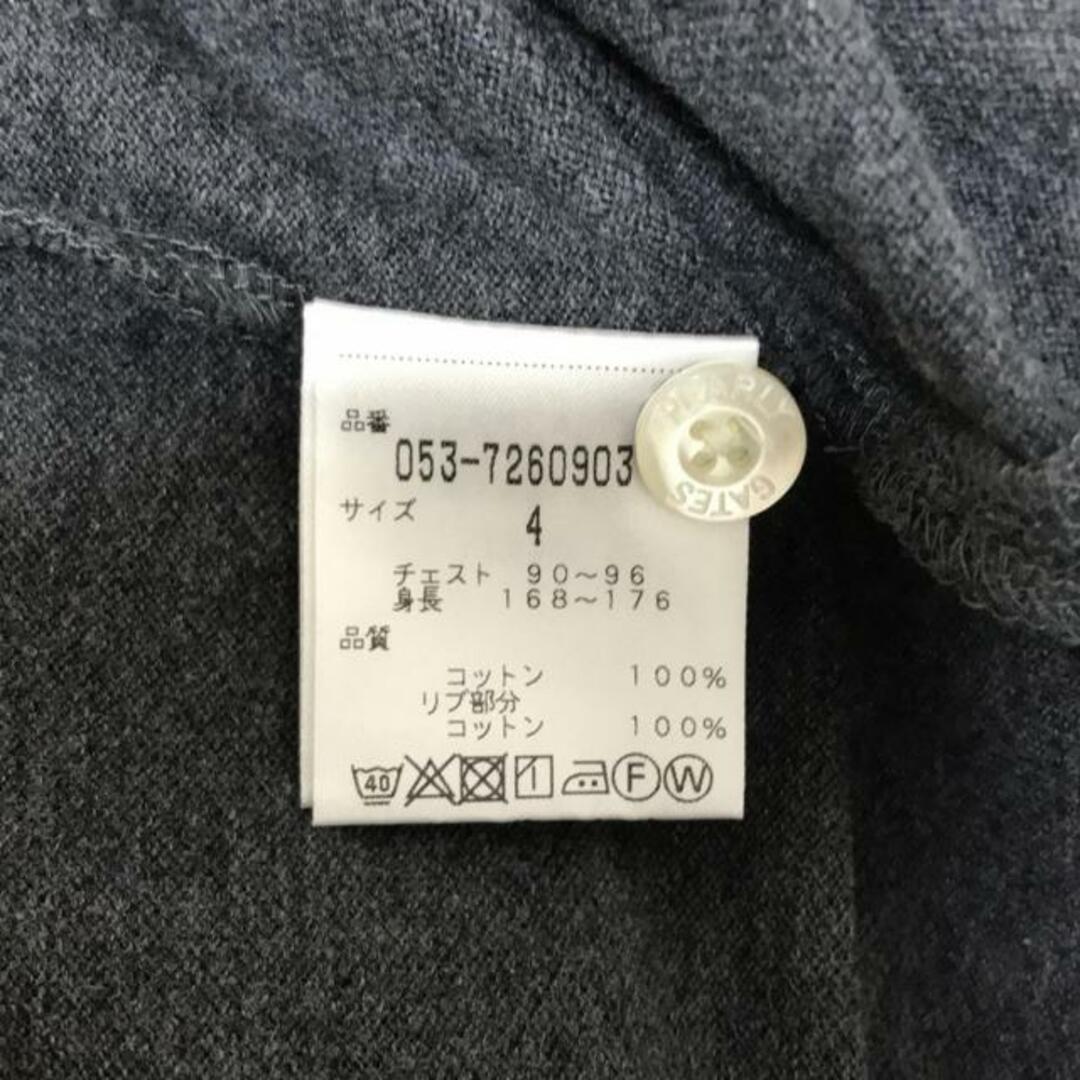 品番
053-7260903
サイズ
4
チェスト 90～96
身長 168～176
品質
コットン 100%
リブ部分
コットン 100%
40
F W
PEARLY
GATES